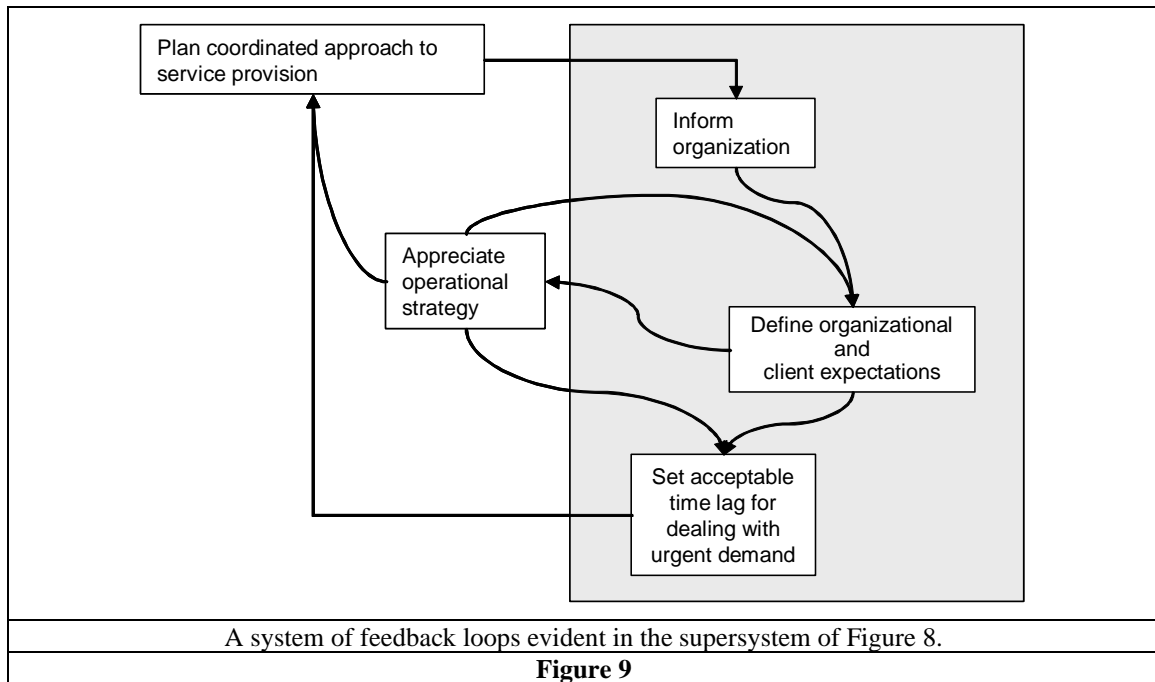 Plan coordinated approach to
service provision
Inform
organization
Appreciate
operational
strategy
Define organizational
and
client expectations
Set acceptable
time lag for
dealing with
urgent demand
A system of feedback loops evident in the supersystem of Figure 8.
Figure 9